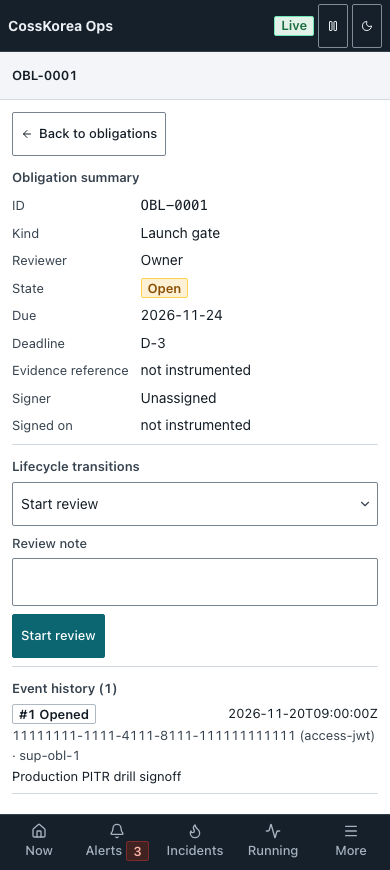 CossKorea Ops
Live
OBL-0001
← Back to obligations
Obligation summary
ID OBL-0001
Kind Launch gate
Reviewer Owner
State Open
Due 2026-11-24
Deadline D-3
Evidence reference not instrumented
Signer Unassigned
Signed on not instrumented
Lifecycle transitions
Start review
Review note
Start review
Event history (1)
#1 Opened 2026-11-20T09:00:00Z
11111111-1111-4111-8111-111111111111 (access-jwt)
· sup-obl-1
Production PITR drill signoff
Now Alerts 3 Incidents Running More